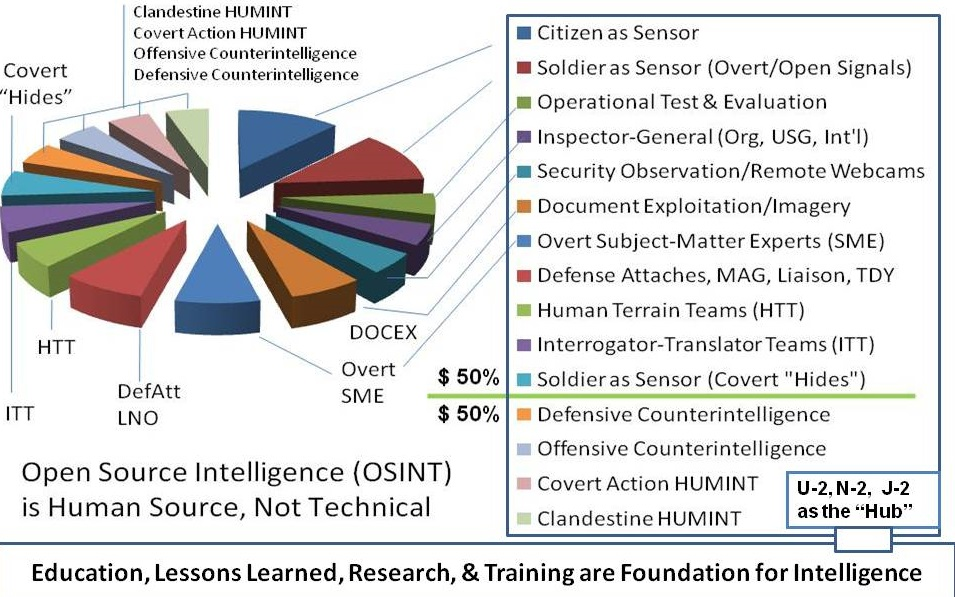 Clandestine HUMINT
Covert Action HUMINT
Offensive Counterintelligence
Defensive Counterintelligence
Covert
“Hides”
HTT
ITT
DefAtt
LNO
Overt
SME
DOCEX
Citizen as Sensor
Soldier as Sensor (Overt/Open Signals)
Operational Test & Evaluation
Inspector-General (Org, USG, Int'l)
Security Observation/Remote Webcams
Document Exploitation/Imagery
Overt Subject-Matter Experts (SME)
Defense Attaches, MAG, Liaison, TDY
Human Terrain Teams (HTT)
Interrogator-Translator Teams (ITT)
$ 50%
Soldier as Sensor (Covert "Hides")
$ 50%
Defensive Counterintelligence
Offensive Counterintelligence
Covert Action HUMINT
Clandestine HUMINT
U-2, N-2, J-2
as the “Hub”
Open Source Intelligence (OSINT)
is Human Source, Not Technical
Education, Lessons Learned, Research, & Training are Foundation for Intelligence